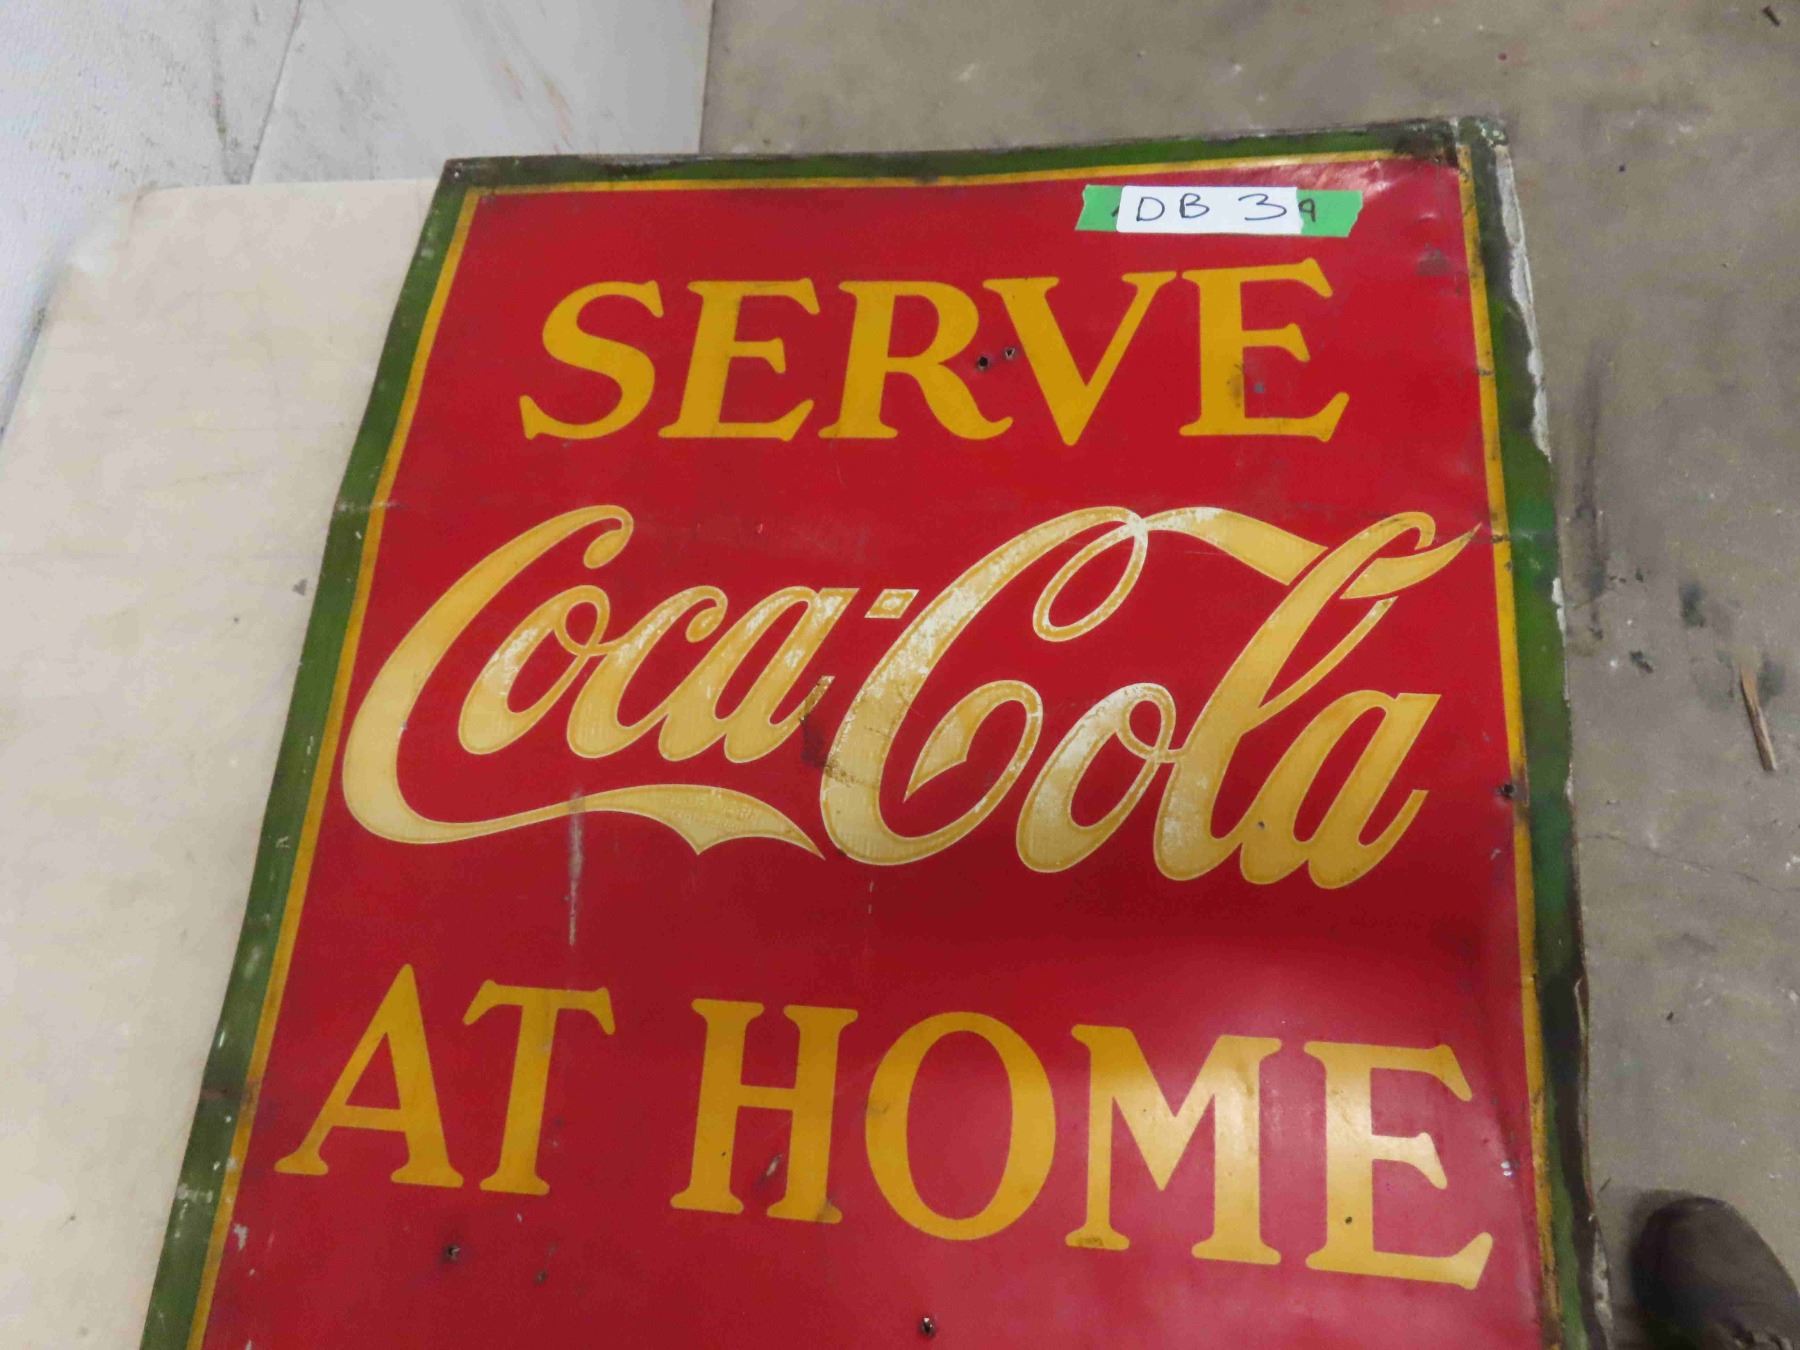 DB 39
SERVE
Coca-Cola
AT HOME